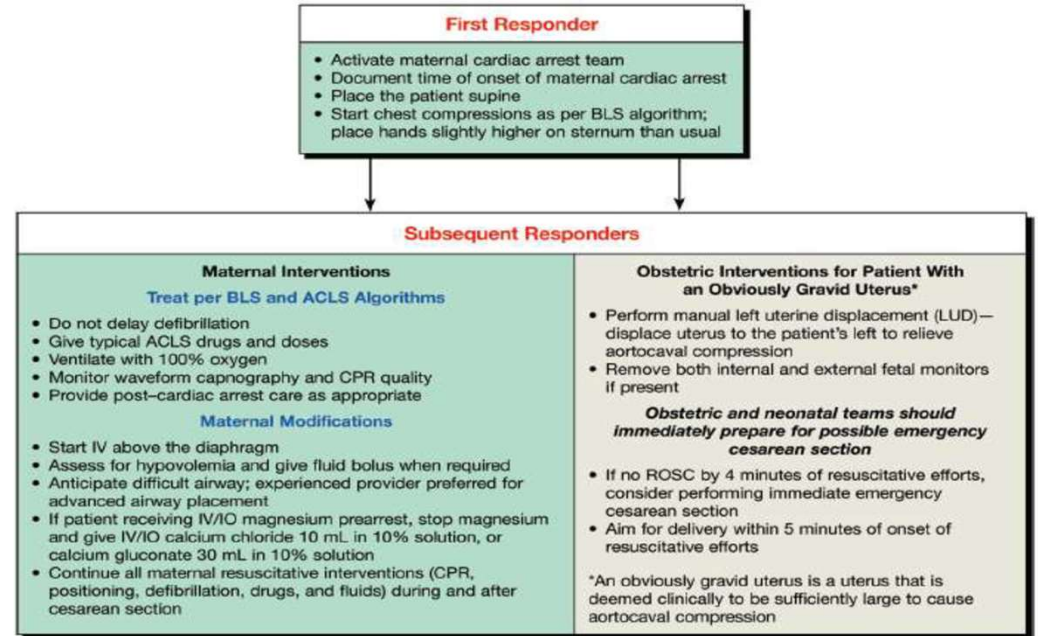 First Responder
• Activate maternal cardiac arrest team
• Document time of onset of maternal cardiac arrest
• Place the patient supine
• Start chest compressions as per BLS algorithm;
place hands slightly higher on sternum than usual
Subsequent Responders
Maternal Interventions
Treat per BLS and ACLS Algorithms
• Do not delay defibrillation
• Give typical ACLS drugs and doses
• Ventilate with 100% oxygen
• Monitor waveform capnography and CPR quality
• Provide post–cardiac arrest care as appropriate
Maternal Modifications
• Start IV above the diaphragm
• Assess for hypovolemia and give fluid bolus when required
• Anticipate difficult airway; experienced provider preferred for
advanced airway placement
• If patient receiving IV/IO magnesium prearrest, stop magnesium
and give IV/IO calcium chloride 10 mL in 10% solution, or
calcium gluconate 30 mL in 10% solution
• Continue all maternal resuscitative interventions (CPR,
positioning, defibrillation, drugs, and fluids) during and after
cesarean section
Obstetric Interventions for Patient With
an Obviously Gravid Uterus*
• Perform manual left uterine displacement (LUD)—
displace uterus to the patient's left to relieve
aortocaval compression
• Remove both internal and external fetal monitors
if present
Obstetric and neonatal teams should
immediately prepare for possible emergency
cesarean section
• If no ROSC by 4 minutes of resuscitative efforts,
consider performing immediate emergency
cesarean section
• Aim for delivery within 5 minutes of onset of
resuscitative efforts
*An obviously gravid uterus is a uterus that is
deemed clinically to be sufficiently large to cause
aortocaval compression